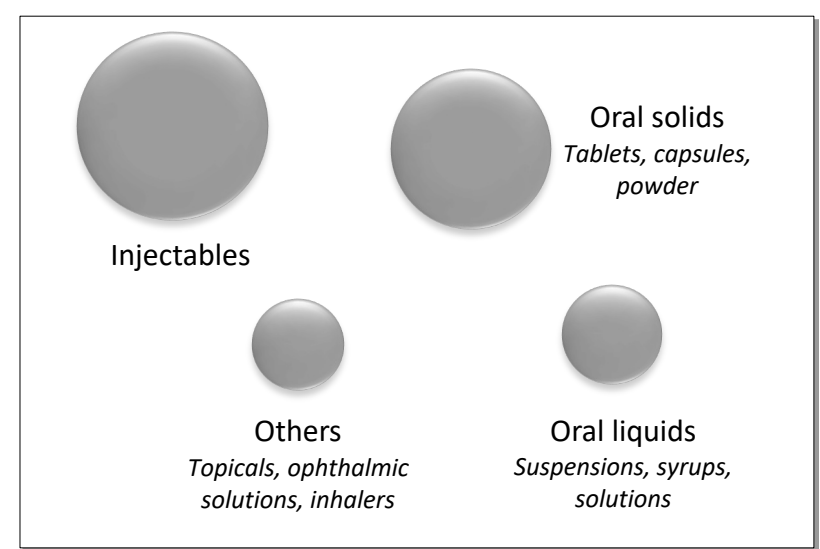 Oral solids
Tablets, capsules,
powder
Injectables
Others
Topicals, ophthalmic
solutions, inhalers
Oral liquids
Suspensions, syrups,
solutions